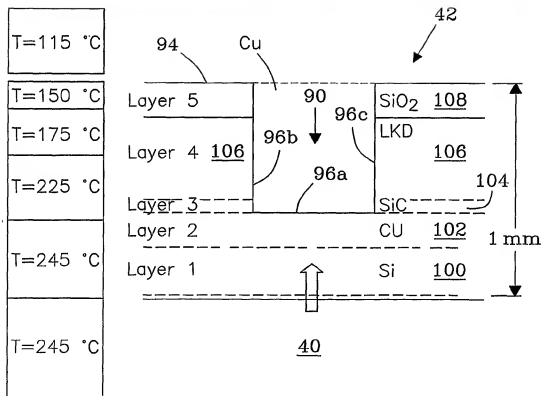 T=115 °C
94
Cu
42
T=150 °C
Layer 5
90
SiO2 108
T=175 °C
96c
LKD
Layer 4 106
96b
106
T=225 °C
96a
104
Layer 3
SiC
Layer 2
CU 102
1 mm
T=245 °C
Layer 1
Si 100
T=245 °C
40